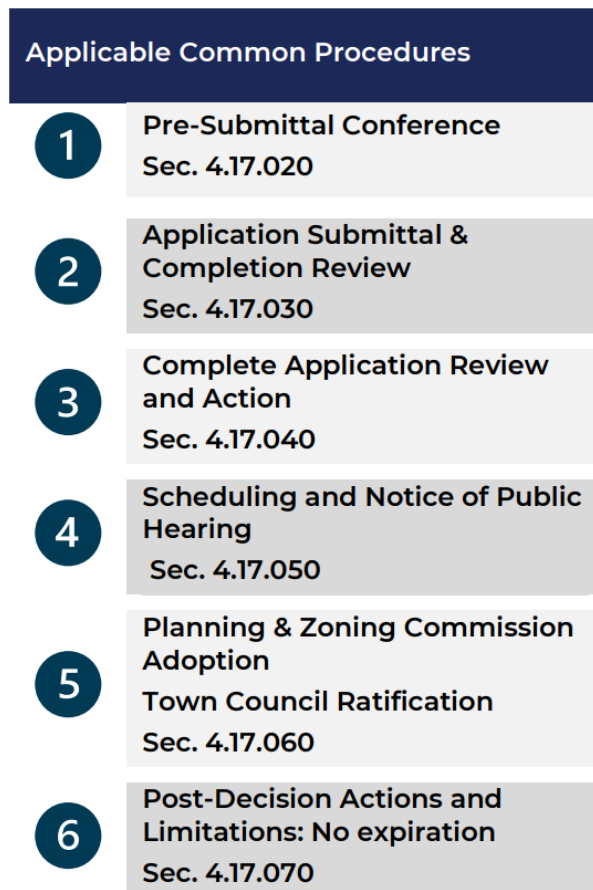 Applicable Common Procedures
1
Pre-Submittal Conference
Sec. 4.17.020
2
Application Submittal &
Completion Review
Sec. 4.17.030
3
Complete Application Review
and Action
Sec. 4.17.040
4
Scheduling and Notice of Public
Hearing
Sec. 4.17.050
5
Planning & Zoning Commission
Adoption
Town Council Ratification
Sec. 4.17.060
6
Post-Decision Actions and
Limitations: No expiration
Sec. 4.17.070